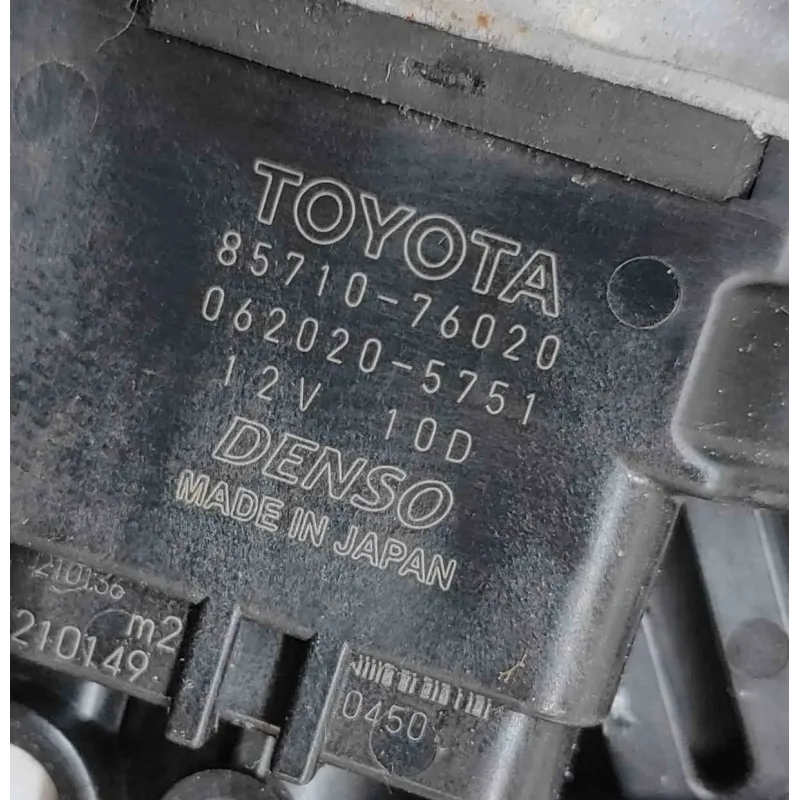 TOYOTA
85710-76020
062020-5751
12V 10D
DENSO
MADE IN JAPAN
210136
m2
210149
0450